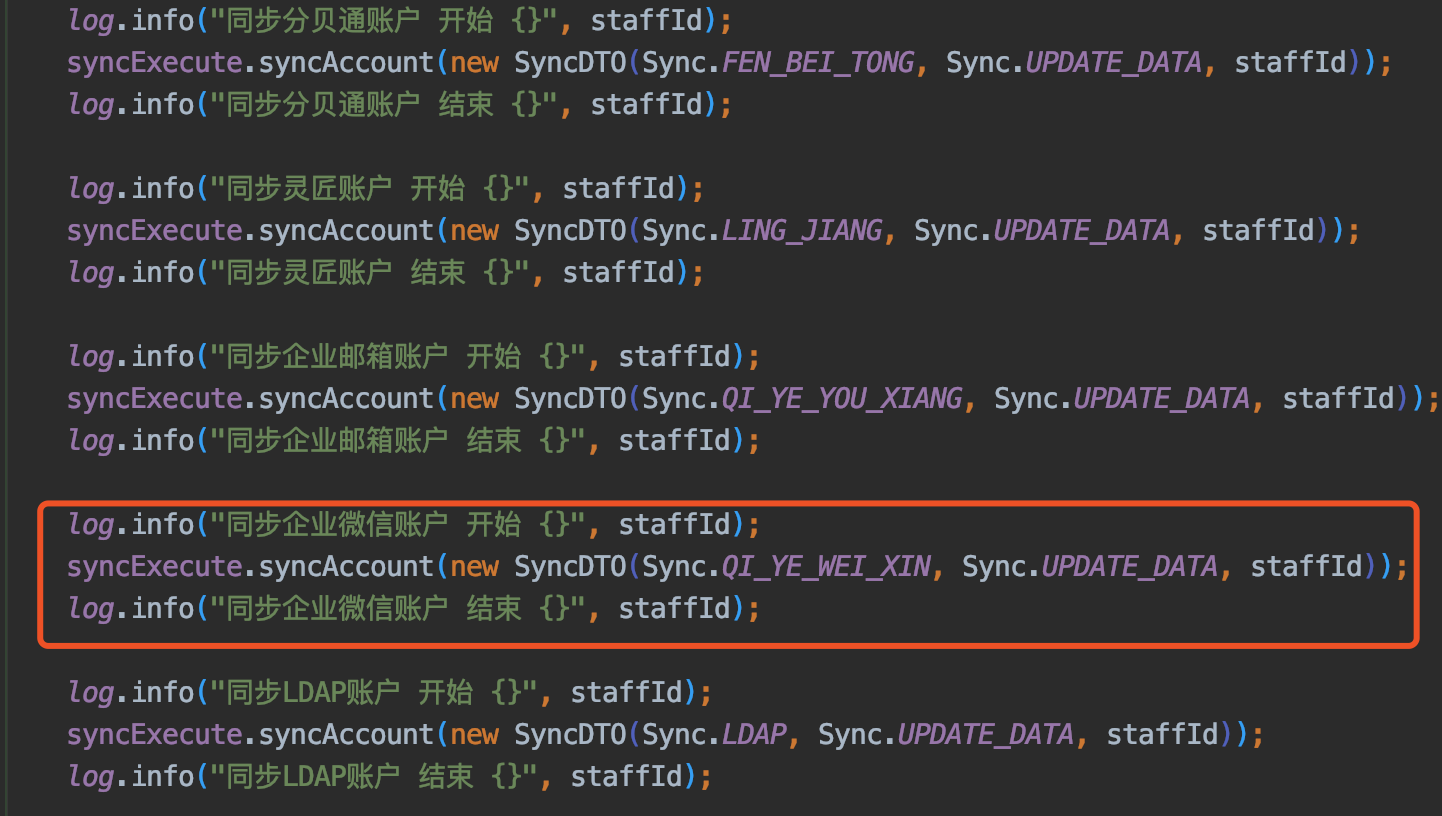 log.info("同步分贝通账户 开始 {}", staffId);
syncExecute.syncAccount(new SyncDTO(Sync.FEN_BEI_TONG, Sync.UPDATE_DATA, staffId));
log.info("同步分贝通账户 结束 {}", staffId);
log.info("同步灵匠账户 开始 {}", staffId);
syncExecute.syncAccount(new SyncDTO(Sync.LING_JIANG, Sync.UPDATE_DATA, staffId));
log.info("同步灵匠账户 结束 {}", staffId);
log.info("同步企业邮箱账户 开始 {}", staffId);
syncExecute.syncAccount(new SyncDTO(Sync.QI_YE_YOU_XIANG, Sync.UPDATE_DATA, staffId));
log.info("同步企业邮箱账户 结束 {}", staffId);
log.info("同步企业微信账户 开始 {}", staffId);
syncExecute.syncAccount(new SyncDTO(Sync.QI_YE_WEI_XIN, Sync.UPDATE_DATA, staffId));
log.info("同步企业微信账户 结束 {}", staffId);
log.info("同步LDAP账户 开始 {}", staffId);
syncExecute.syncAccount(new SyncDTO(Sync.LDAP, Sync.UPDATE_DATA, staffId));
log.info("同步LDAP账户 结束 {}", staffId);